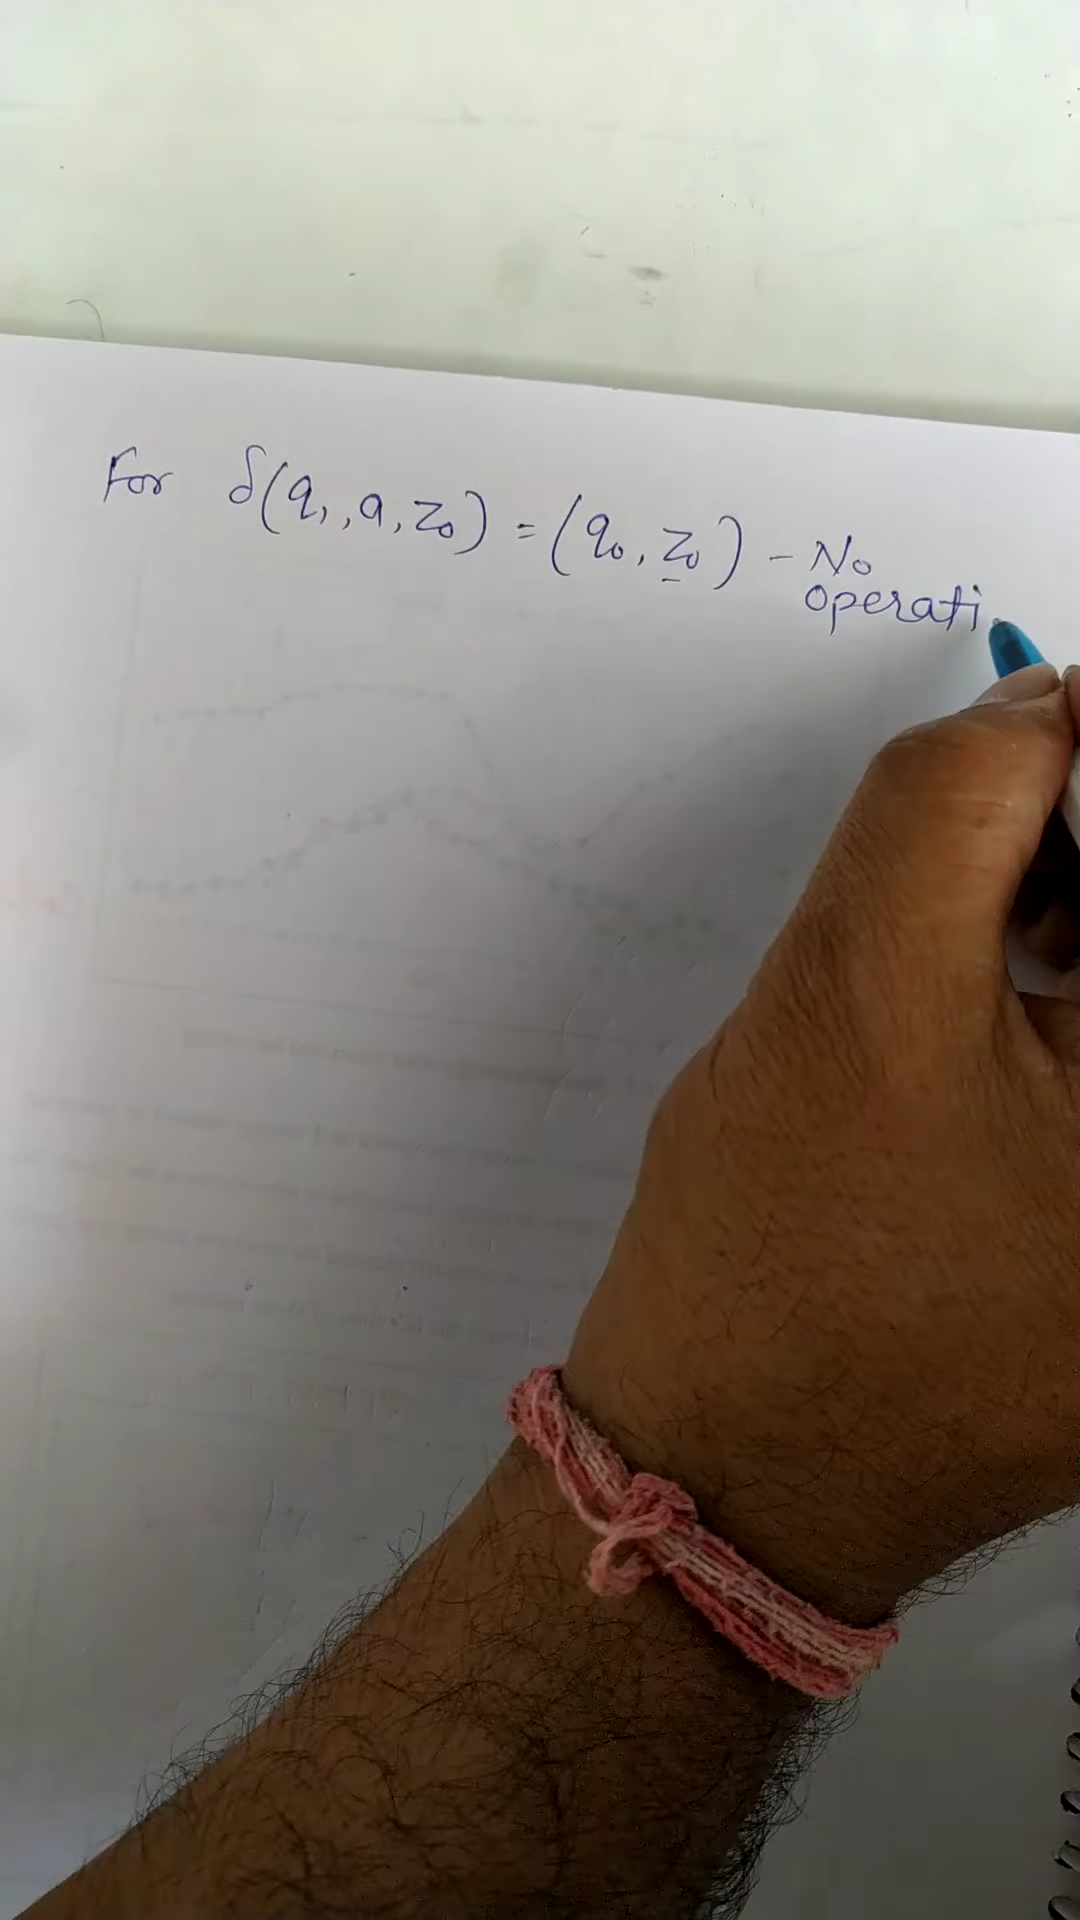 For δ(q₁, a, z₀) = (q₀, z₀) - No
operati